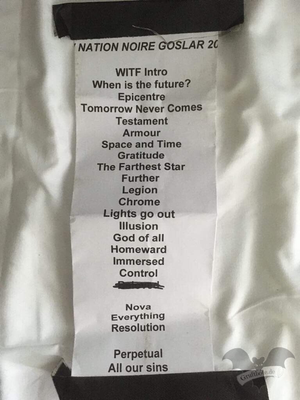 NATION NOIRE GOSLAR 20
WITF Intro
When is the future?
Epicentre
Tomorrow Never Comes
Testament
Armour
Space and Time
Gratitude
The Farthest Star
Further
Legion
Chrome
Lights go out
Illusion
God of all
Homeward
Immersed
Control
Nova
Everything
Resolution
Perpetual
All our sins